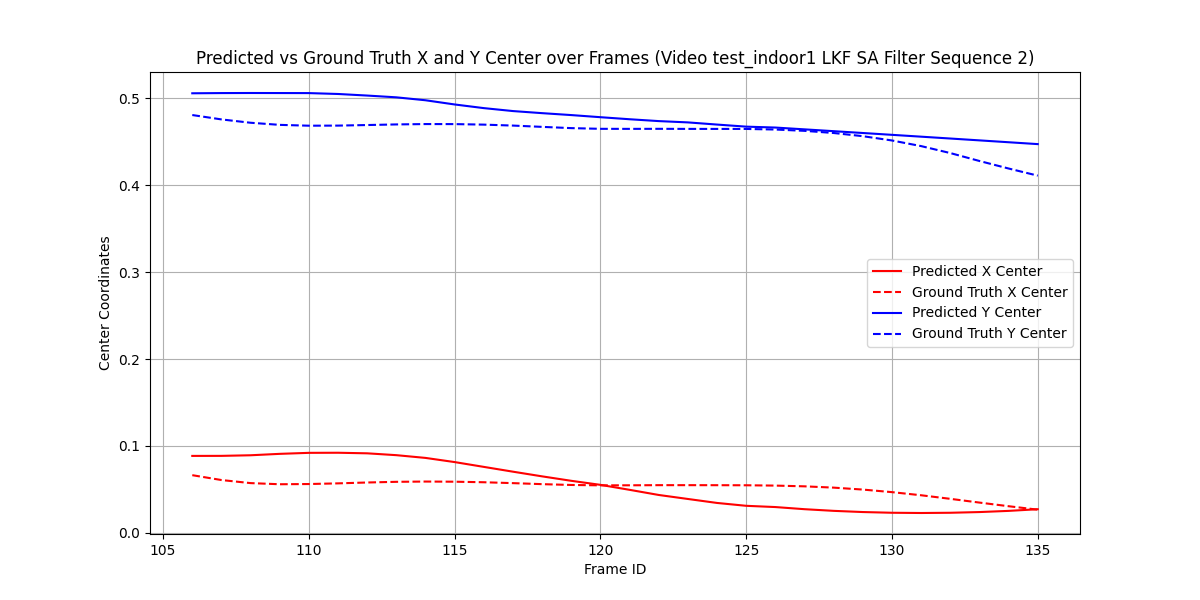 Predicted vs Ground Truth X and Y Center over Frames (Video test_indoor1 LKF SA Filter Sequence 2)
Center Coordinates
0.5
0.4
0.3
0.2
0.1
0.0
105 110 115 120 125 130 135
Frame ID
Predicted X Center
Ground Truth X Center
Predicted Y Center
Ground Truth Y Center